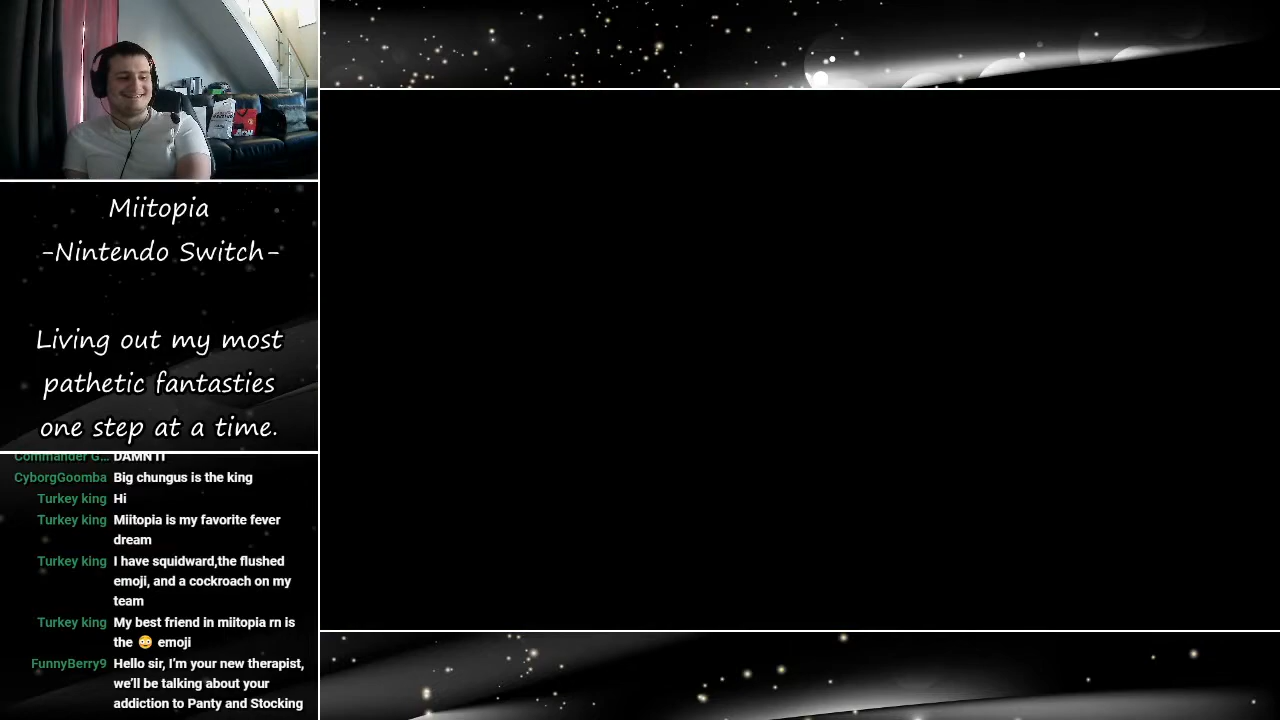 Miitopia
-Nintendo Switch-
Living out my most
pathetic fantasties
one step at a time.
Commander G... DAMN IT
CyborgGoomba Big chungus is the king
Turkey king Hi
Turkey king Miitopia is my favorite fever
dream
Turkey king I have squidward,the flushed
emoji, and a cockroach on my
team
Turkey king My best friend in miitopia rn is
the 😳 emoji
FunnyBerry9 Hello sir, I'm your new therapist,
we'll be talking about your
addiction to Panty and Stocking